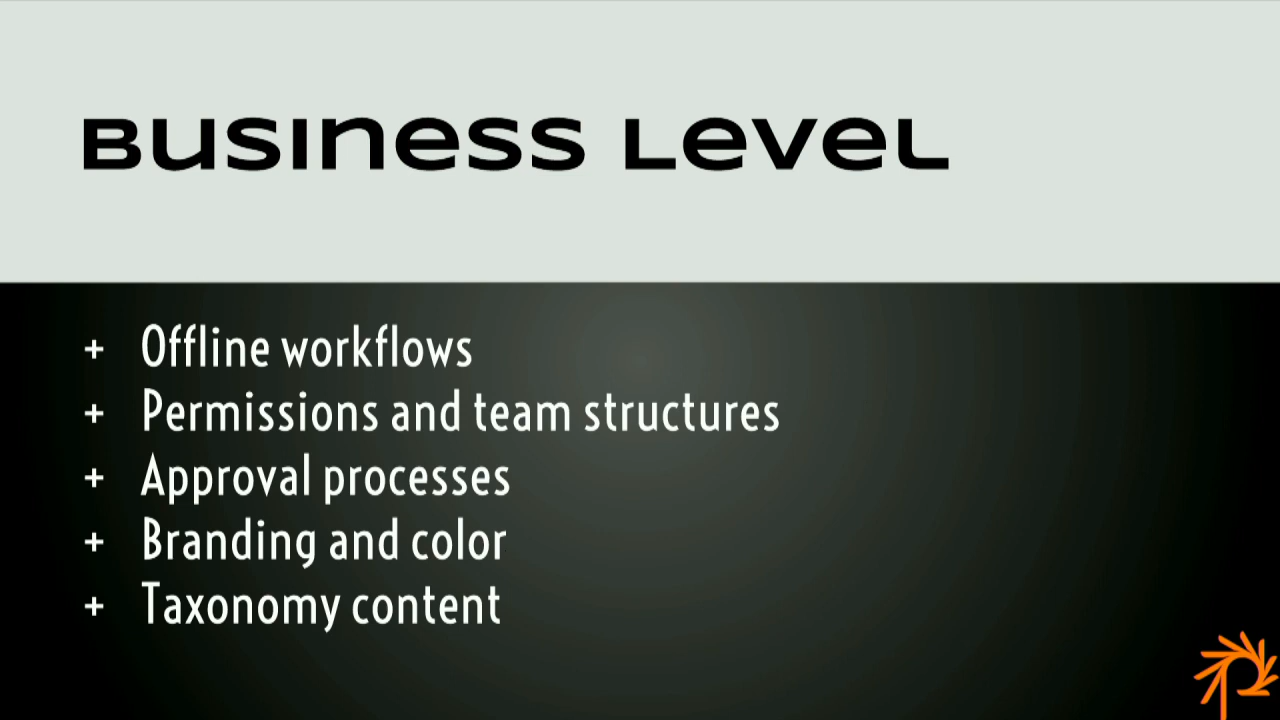 Business Level
+ Offline workflows
+ Permissions and team structures
+ Approval processes
+ Branding and color
+ Taxonomy content